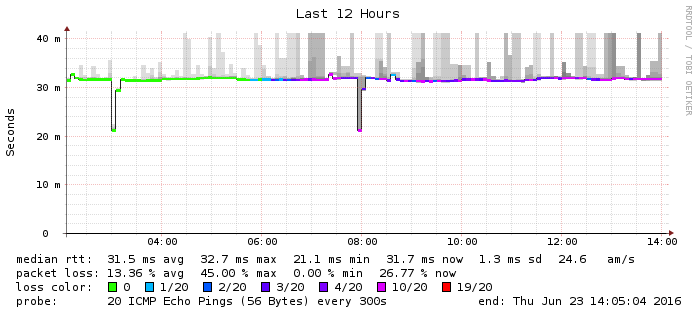 Last 12 Hours
RRDTOOL / TOBI OETIKER
Seconds
40 m
30 m
20 m
10 m
0
04:00 06:00 08:00 10:00 12:00 14:00
median rtt: 31.5 ms avg 32.7 ms max 21.1 ms min 31.7 ms now 1.3 ms sd 24.6 am/s
packet loss: 13.36 % avg 45.00 % max 0.00 % min 26.77 % now
loss color: 0 1/20 2/20 3/20 4/20 10/20 19/20
probe: 20 ICMP Echo Pings (56 Bytes) every 300s end: Thu Jun 23 14:05:04 2016